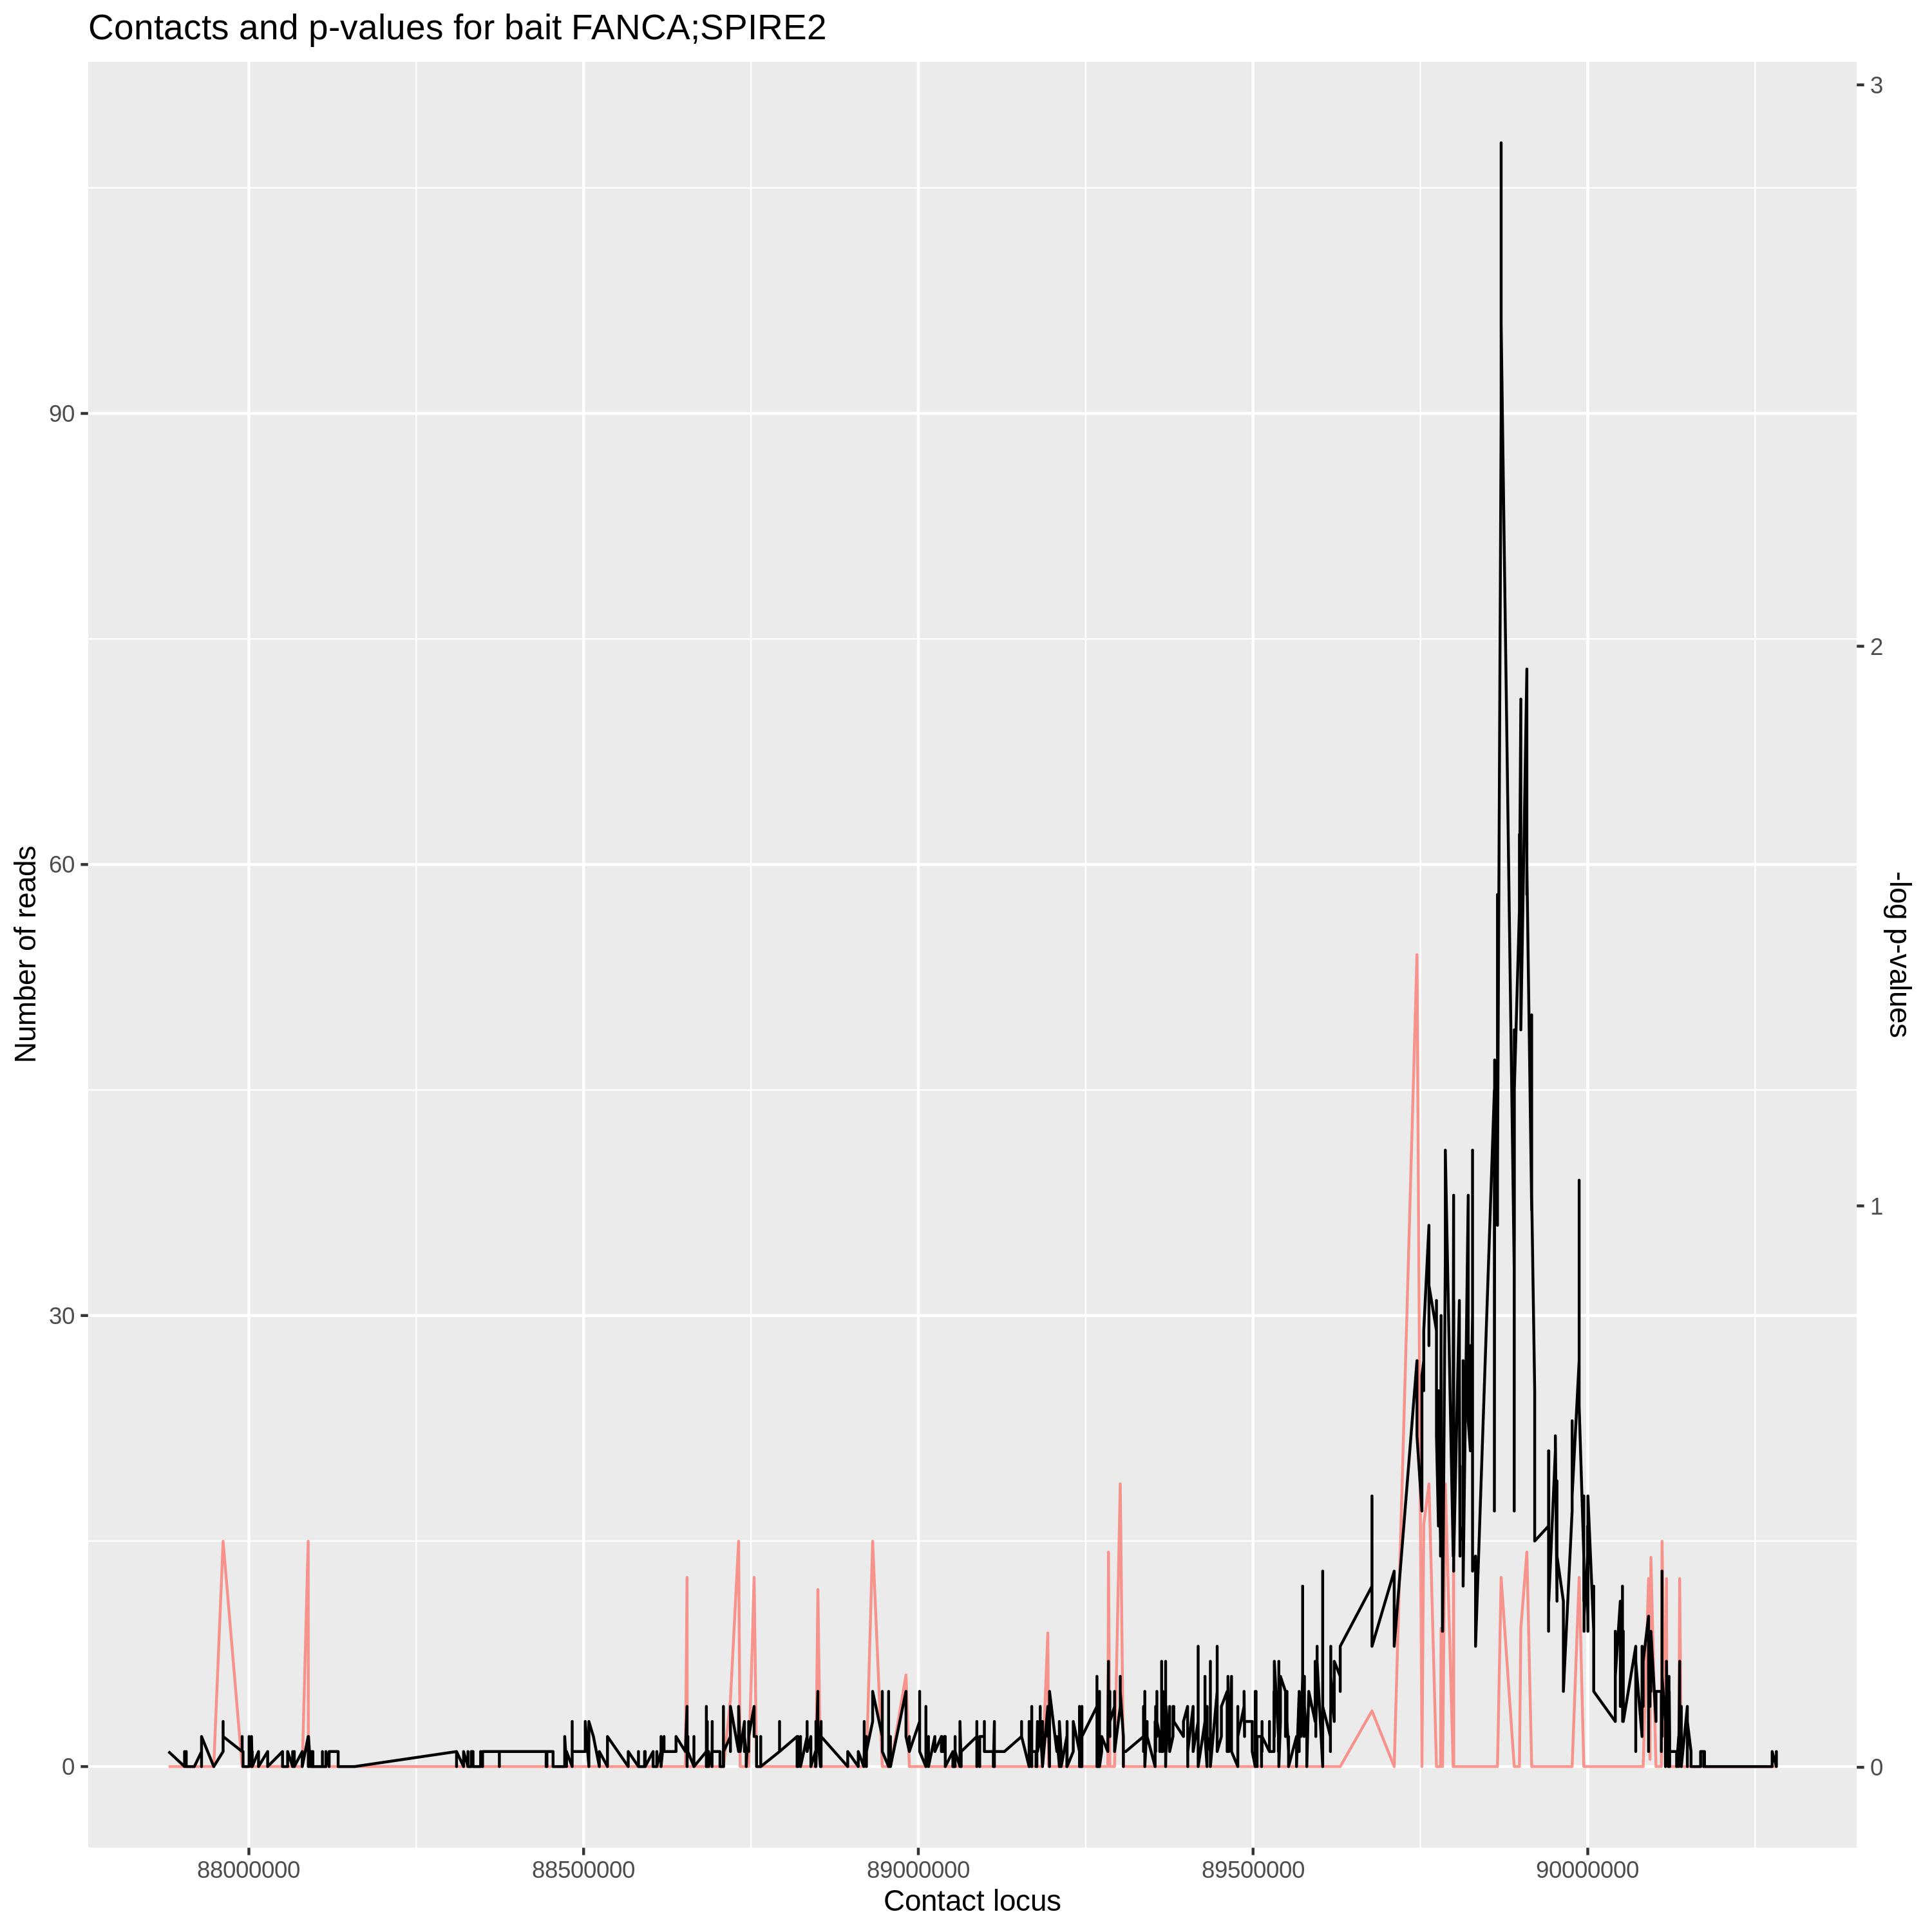 Contacts and p-values for bait FANCA;SPIRE2
Number of reads
90
60
30
0
3
2
1
0
-log p-values
88000000 88500000 89000000 89500000 90000000
Contact locus